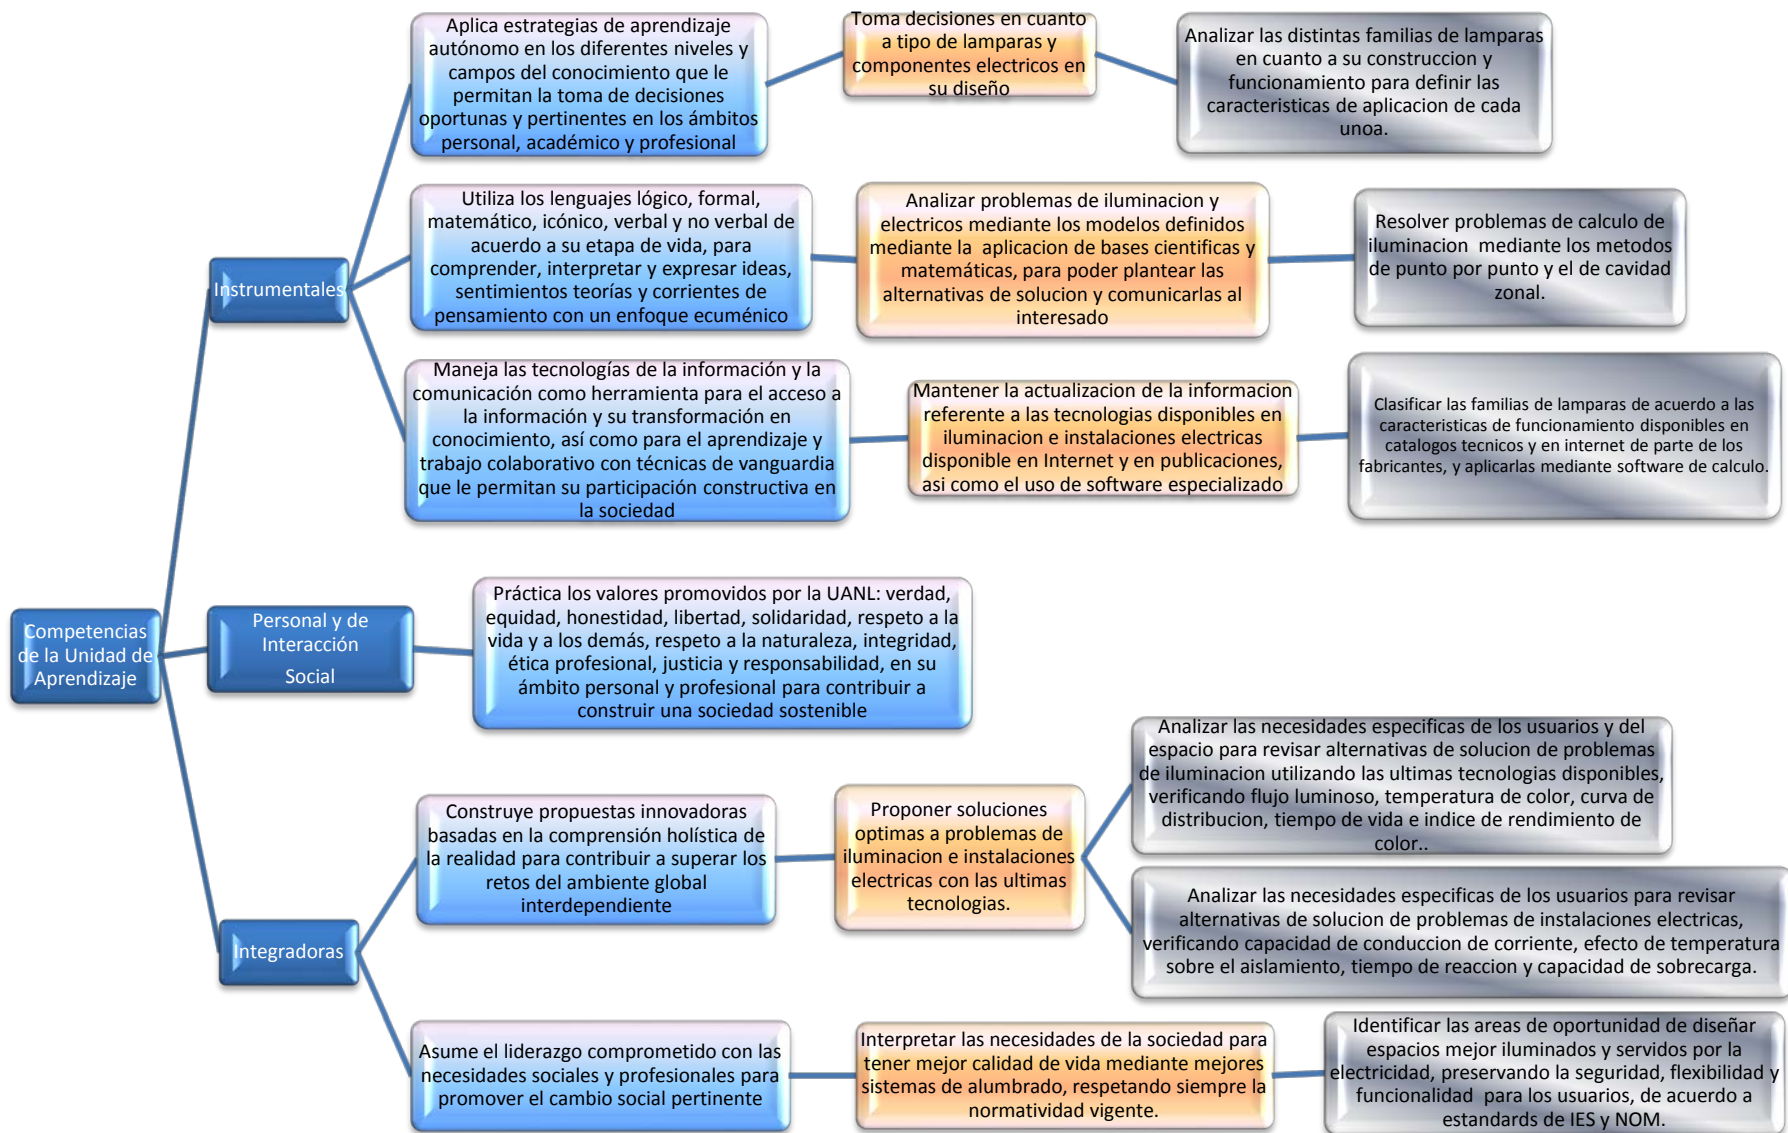 Aplica estrategias de aprendizaje
autónomo en los diferentes niveles y
campos del conocimiento que le
permitan la toma de decisiones
oportunas y pertinentes en los ámbitos
personal, académico y profesional
Toma decisiones en cuanto
a tipo de lamparas y
componentes electricos en
su diseño
Analizar las distintas familias de lamparas
en cuanto a su construccion y
funcionamiento para definir las
caracteristicas de aplicacion de cada
unoa.
Instrumentales
Utiliza los lenguajes lógico, formal,
matemático, icónico, verbal y no verbal de
acuerdo a su etapa de vida, para
comprender, interpretar y expresar ideas,
sentimientos teorías y corrientes de
pensamiento con un enfoque ecuménico
Analizar problemas de iluminacion y
electricos mediante los modelos definidos
mediante la  aplicacion de bases cientificas y
matemáticas, para poder plantear las
alternativas de solucion y comunicarlas al
interesado
Resolver problemas de calculo de
iluminacion  mediante los metodos
de punto por punto y el de cavidad
zonal.
Maneja las tecnologías de la información y la
comunicación como herramienta para el acceso a
la información y su transformación en
conocimiento, así como para el aprendizaje y
trabajo colaborativo con técnicas de vanguardia
que le permitan su participación constructiva en
la sociedad
Mantener la actualizacion de la informacion
referente a las tecnologias disponibles en
iluminacion e instalaciones electricas
disponible en Internet y en publicaciones,
asi como el uso de software especializado
Clasificar las familias de lamparas de acuerdo a las
caracteristicas de funcionamiento disponibles en
catalogos tecnicos y en internet de parte de los
fabricantes, y aplicarlas mediante software de calculo.
Competencias
de la Unidad de
Aprendizaje
Personal y de
Interacción
Social
Práctica los valores promovidos por la UANL: verdad,
equidad, honestidad, libertad, solidaridad, respeto a la
vida y a los demás, respeto a la naturaleza, integridad,
ética profesional, justicia y responsabilidad, en su
ámbito personal y profesional para contribuir a
construir una sociedad sostenible
Integradoras
Construye propuestas innovadoras
basadas en la comprensión holística de
la realidad para contribuir a superar los
retos del ambiente global
interdependiente
Proponer soluciones
optimas a problemas de
iluminacion e instalaciones
electricas con las ultimas
tecnologias.
Analizar las necesidades especificas de los usuarios y del
espacio para revisar alternativas de solucion de problemas
de iluminacion utilizando las ultimas tecnologias disponibles,
verificando flujo luminoso, temperatura de color, curva de
distribucion, tiempo de vida e indice de rendimiento de
color..
Analizar las necesidades especificas de los usuarios para revisar
alternativas de solucion de problemas de instalaciones electricas,
verificando capacidad de conduccion de corriente, efecto de temperatura
sobre el aislamiento, tiempo de reaccion y capacidad de sobrecarga.
Asume el liderazgo comprometido con las
necesidades sociales y profesionales para
promover el cambio social pertinente
Interpretar las necesidades de la sociedad para
tener mejor calidad de vida mediante mejores
sistemas de alumbrado, respetando siempre la
normatividad vigente.
Identificar las areas de oportunidad de diseñar
espacios mejor iluminados y servidos por la
electricidad, preservando la seguridad, flexibilidad y
funcionalidad  para los usuarios, de acuerdo a
estandards de IES y NOM.